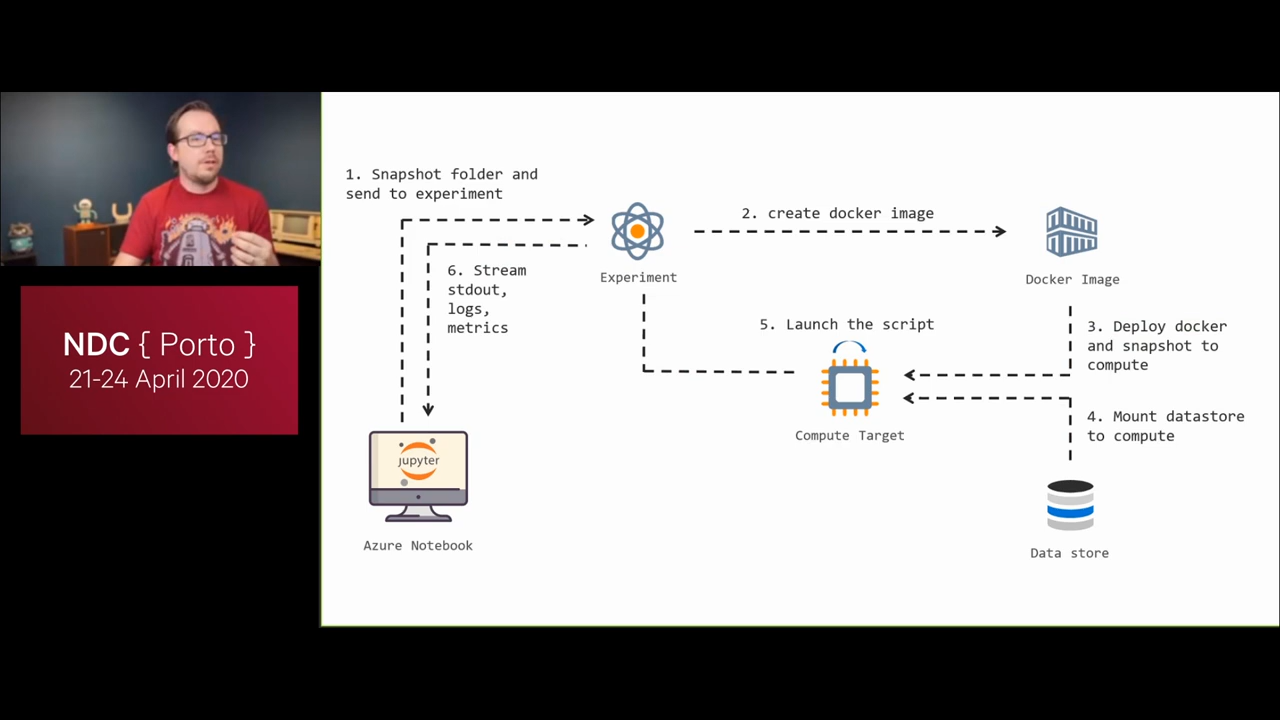 NDC { Porto }
21-24 April 2020
1. Snapshot folder and
send to experiment
2. create docker image
Experiment
Docker Image
6. Stream
stdout,
logs,
metrics
5. Launch the script
3. Deploy docker
and snapshot to
compute
Compute Target
4. Mount datastore
to compute
jupyter
Azure Notebook
Data store